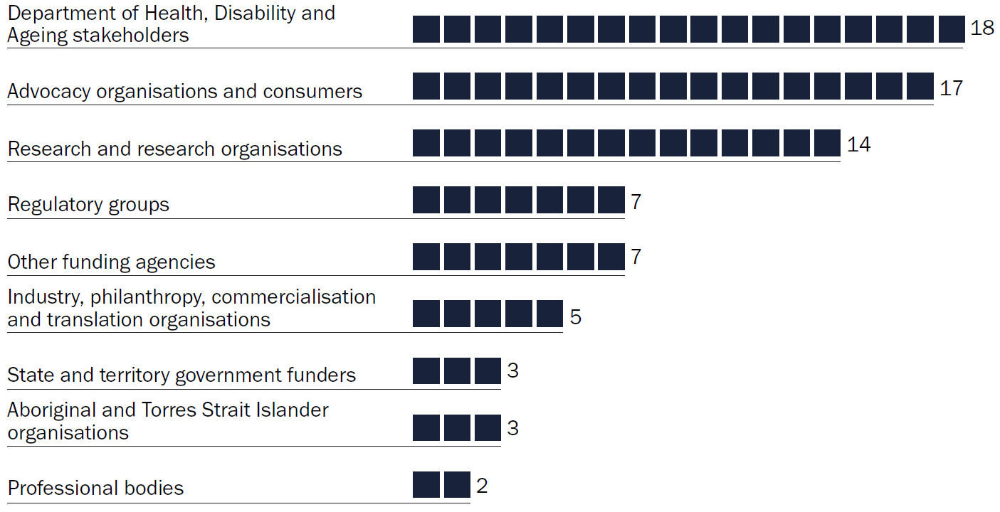 Department of Health, Disability and
Ageing stakeholders
18
Advocacy organisations and consumers
17
Research and research organisations
14
Regulatory groups
7
Other funding agencies
7
Industry, philanthropy, commercialisation
and translation organisations
5
State and territory government funders
3
Aboriginal and Torres Strait Islander
organisations
3
Professional bodies
2